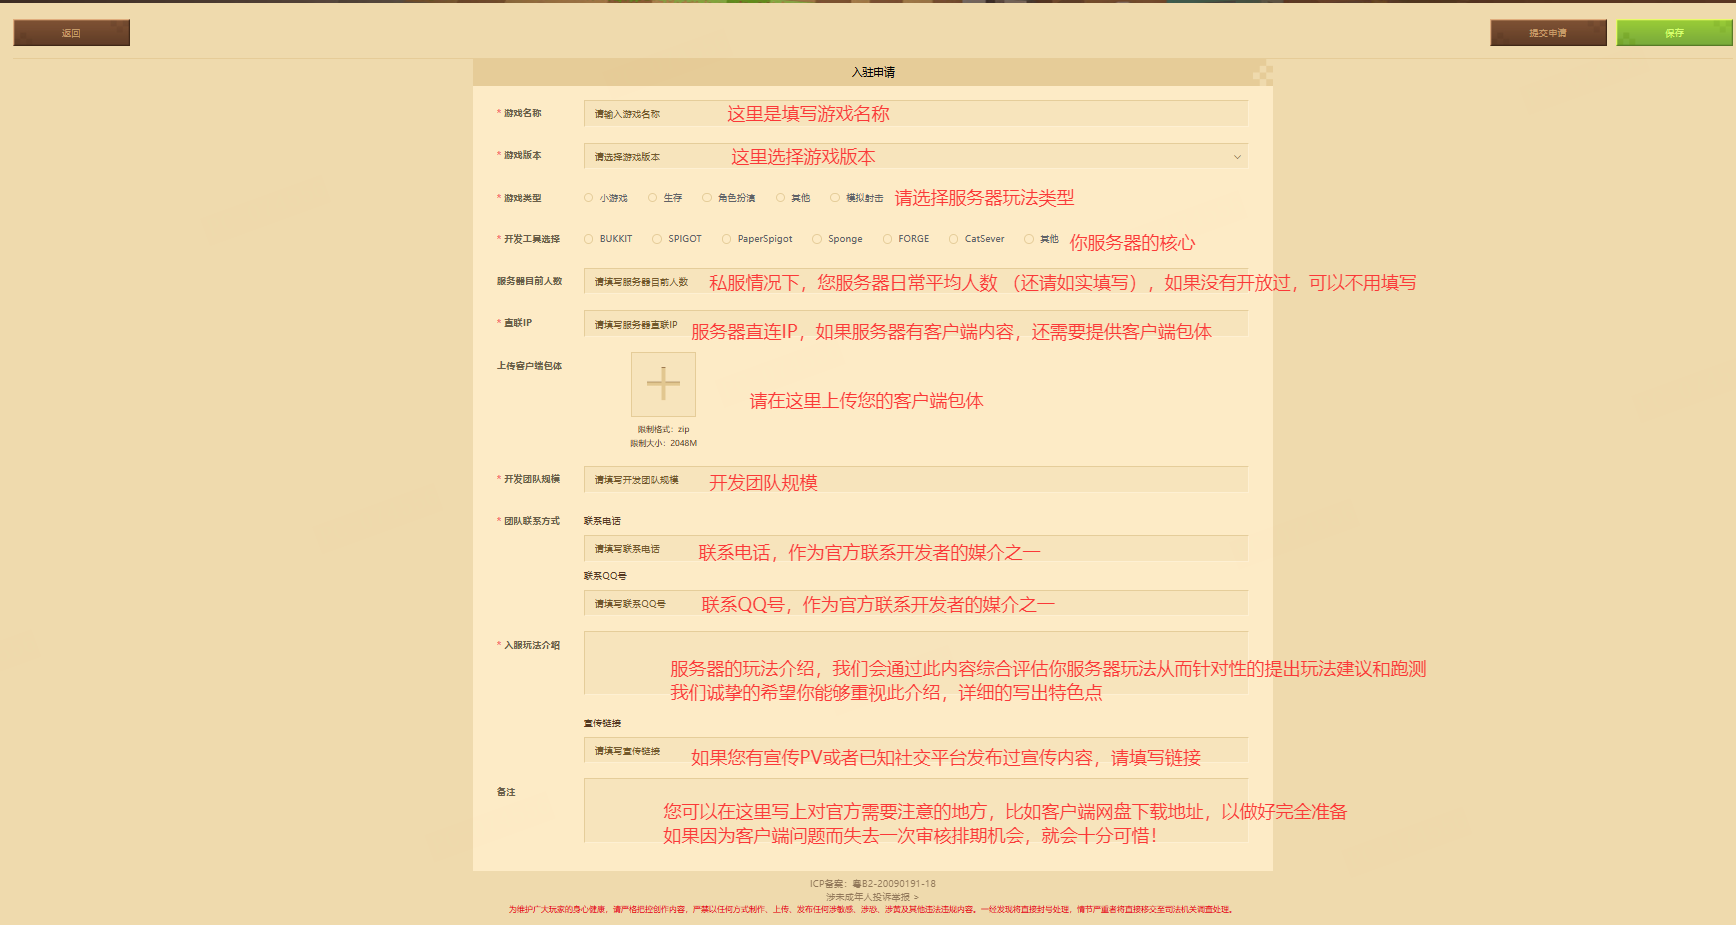 返回
提交申请
保存
入驻申请
* 游戏名称
请输入游戏名称
这里是填写游戏名称
* 游戏版本
请选择游戏版本
这里选择游戏版本
* 游戏类型
小游戏 生存 角色扮演 其他 模拟射击
请选择服务器玩法类型
* 开发工具选择
BUKKIT SPIGOT PaperSpigot Sponge FORGE CatSever 其他
你服务器的核心
服务器目前人数
请填写服务器目前人数
私服情况下，您服务器日常平均人数 （还请如实填写），如果没有开放过，可以不用填写
* 直联IP
请填写服务器直联IP
服务器直连IP，如果服务器有客户端内容，还需要提供客户端包体
上传客户端包体
请在这里上传您的客户端包体
限制格式：zip
限制大小：2048M
* 开发团队规模
请填写开发团队规模
开发团队规模
* 团队联系方式
联系电话
请填写联系电话
联系电话，作为官方联系开发者的媒介之一
联系QQ号
请填写联系QQ号
联系QQ号，作为官方联系开发者的媒介之一
* 入服玩法介绍
服务器的玩法介绍，我们会通过此内容综合评估你服务器玩法从而针对性的提出玩法建议和跑测
我们诚挚的希望你能够重视此介绍，详细的写出特色点
宣传链接
请填写宣传链接
如果您有宣传PV或者已知社交平台发布过宣传内容，请填写链接
备注
您可以在这里写上对官方需要注意的地方，比如客户端网盘下载地址，以做好完全准备
如果因为客户端问题而失去一次审核排期机会，就会十分可惜！
ICP备案：粤B2-20090191-18
涉未成年人投诉举报 >
为维护广大玩家的身心健康，请严格把控创作内容，严禁以任何方式制作、上传、发布任何涉敏感、涉恐、涉黄及其他违法违规内容。一经发现将直接封号处理，情节严重者将直接移交至司法机关调查处理。